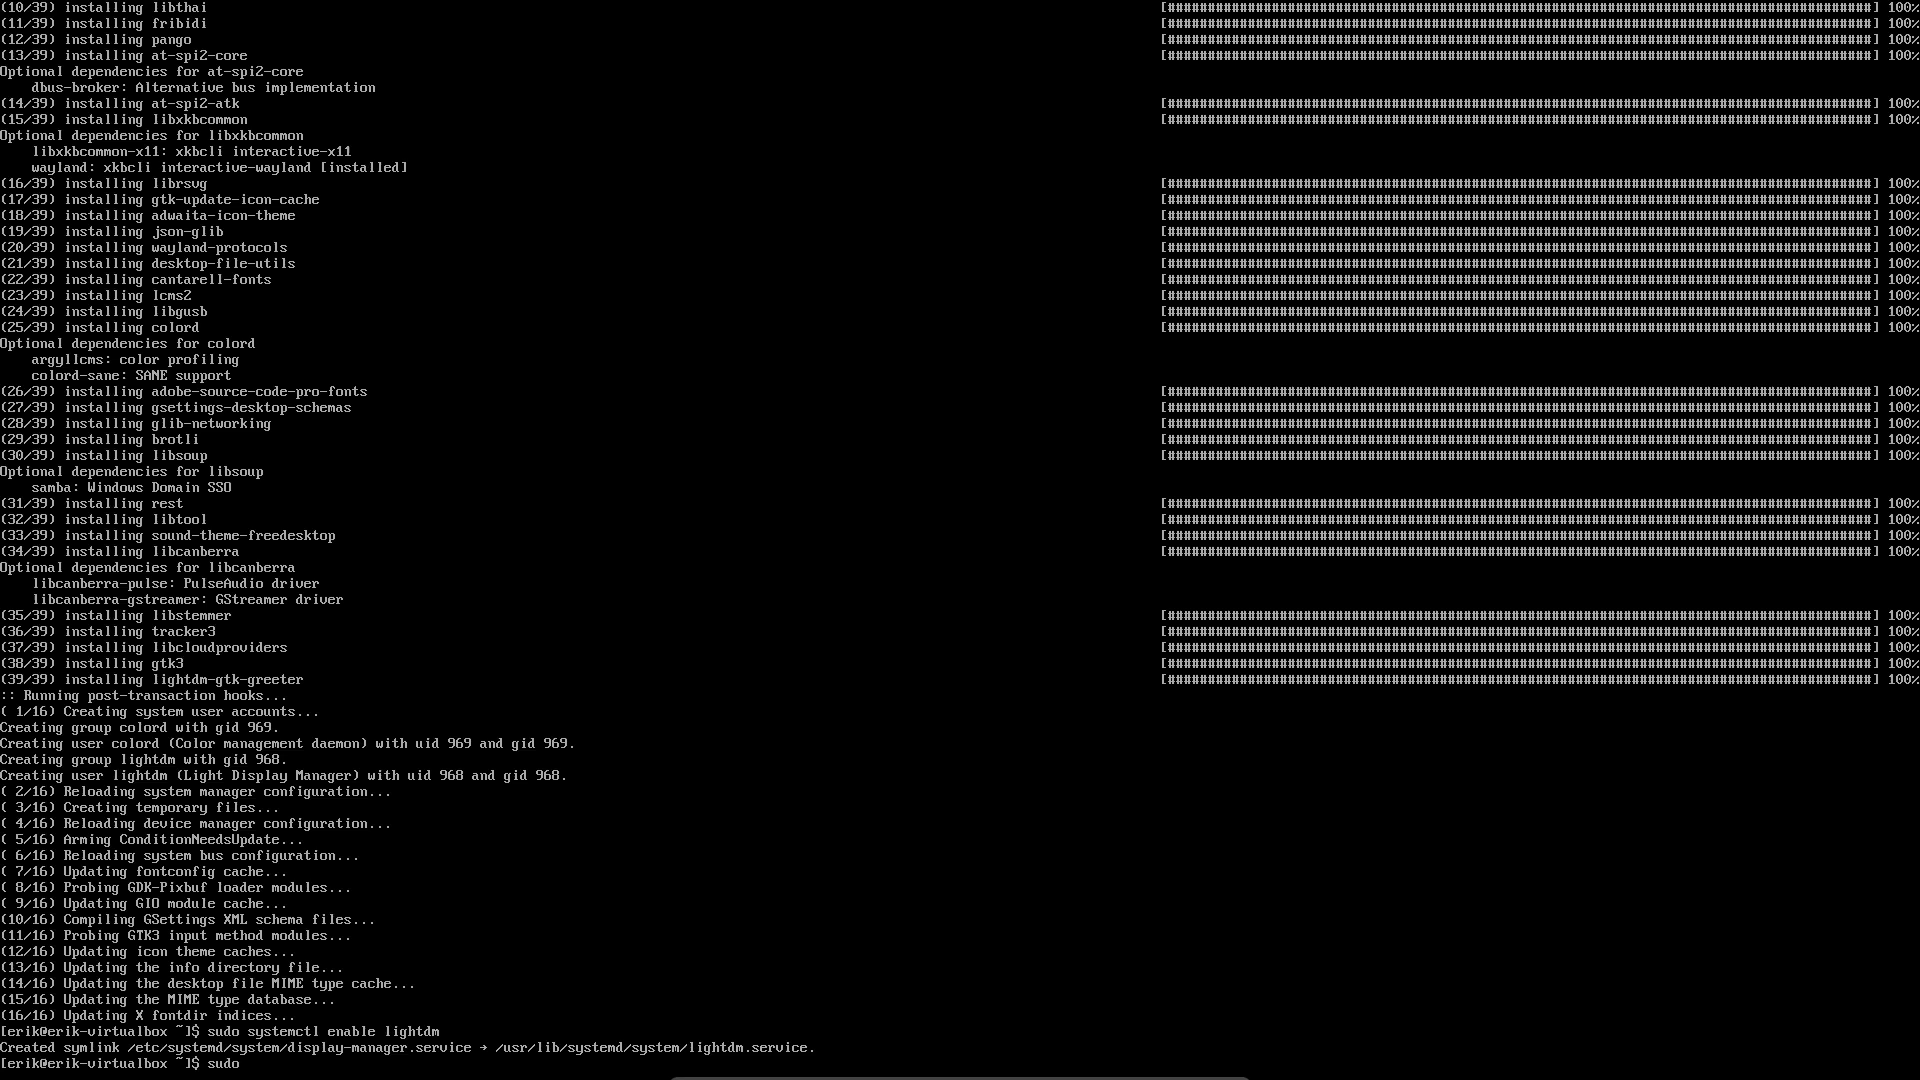 (10/39) installing libthai [########################################################################################] 100%
(11/39) installing fribidi [########################################################################################] 100%
(12/39) installing pango [########################################################################################] 100%
(13/39) installing at-spi2-core [########################################################################################] 100%
Optional dependencies for at-spi2-core
    dbus-broker: Alternative bus implementation
(14/39) installing at-spi2-atk [########################################################################################] 100%
(15/39) installing libxkbcommon [########################################################################################] 100%
Optional dependencies for libxkbcommon
    libxkbcommon-x11: xkbcli interactive-x11
    wayland: xkbcli interactive-wayland [installed]
(16/39) installing librsvg [########################################################################################] 100%
(17/39) installing gtk-update-icon-cache [########################################################################################] 100%
(18/39) installing adwaita-icon-theme [########################################################################################] 100%
(19/39) installing json-glib [########################################################################################] 100%
(20/39) installing wayland-protocols [########################################################################################] 100%
(21/39) installing desktop-file-utils [########################################################################################] 100%
(22/39) installing cantarell-fonts [########################################################################################] 100%
(23/39) installing lcms2 [########################################################################################] 100%
(24/39) installing libgusb [########################################################################################] 100%
(25/39) installing colord [########################################################################################] 100%
Optional dependencies for colord
    argyllcms: color profiling
    colord-sane: SANE support
(26/39) installing adobe-source-code-pro-fonts [########################################################################################] 100%
(27/39) installing gsettings-desktop-schemas [########################################################################################] 100%
(28/39) installing glib-networking [########################################################################################] 100%
(29/39) installing brotli [########################################################################################] 100%
(30/39) installing libsoup [########################################################################################] 100%
Optional dependencies for libsoup
    samba: Windows Domain SSO
(31/39) installing rest [########################################################################################] 100%
(32/39) installing libtool [########################################################################################] 100%
(33/39) installing sound-theme-freedesktop [########################################################################################] 100%
(34/39) installing libcanberra [########################################################################################] 100%
Optional dependencies for libcanberra
    libcanberra-pulse: PulseAudio driver
    libcanberra-gstreamer: GStreamer driver
(35/39) installing libstemmer [########################################################################################] 100%
(36/39) installing tracker3 [########################################################################################] 100%
(37/39) installing libcloudproviders [########################################################################################] 100%
(38/39) installing gtk3 [########################################################################################] 100%
(39/39) installing lightdm-gtk-greeter [########################################################################################] 100%
:: Running post-transaction hooks...
( 1/16) Creating system user accounts...
Creating group colord with gid 969.
Creating user colord (Color management daemon) with uid 969 and gid 969.
Creating group lightdm with gid 968.
Creating user lightdm (Light Display Manager) with uid 968 and gid 968.
( 2/16) Reloading system manager configuration...
( 3/16) Creating temporary files...
( 4/16) Reloading device manager configuration...
( 5/16) Arming ConditionNeedsUpdate...
( 6/16) Reloading system bus configuration...
( 7/16) Updating fontconfig cache...
( 8/16) Probing GDK-Pixbuf loader modules...
( 9/16) Updating GIO module cache...
(10/16) Compiling GSettings XML schema files...
(11/16) Probing GTK3 input method modules...
(12/16) Updating icon theme caches...
(13/16) Updating the info directory file...
(14/16) Updating the desktop file MIME type cache...
(15/16) Updating the MIME type database...
(16/16) Updating X fontdir indices...
[erik@erik-virtualbox ~]$ sudo systemctl enable lightdm
Created symlink /etc/systemd/system/display-manager.service → /usr/lib/systemd/system/lightdm.service.
[erik@erik-virtualbox ~]$ sudo